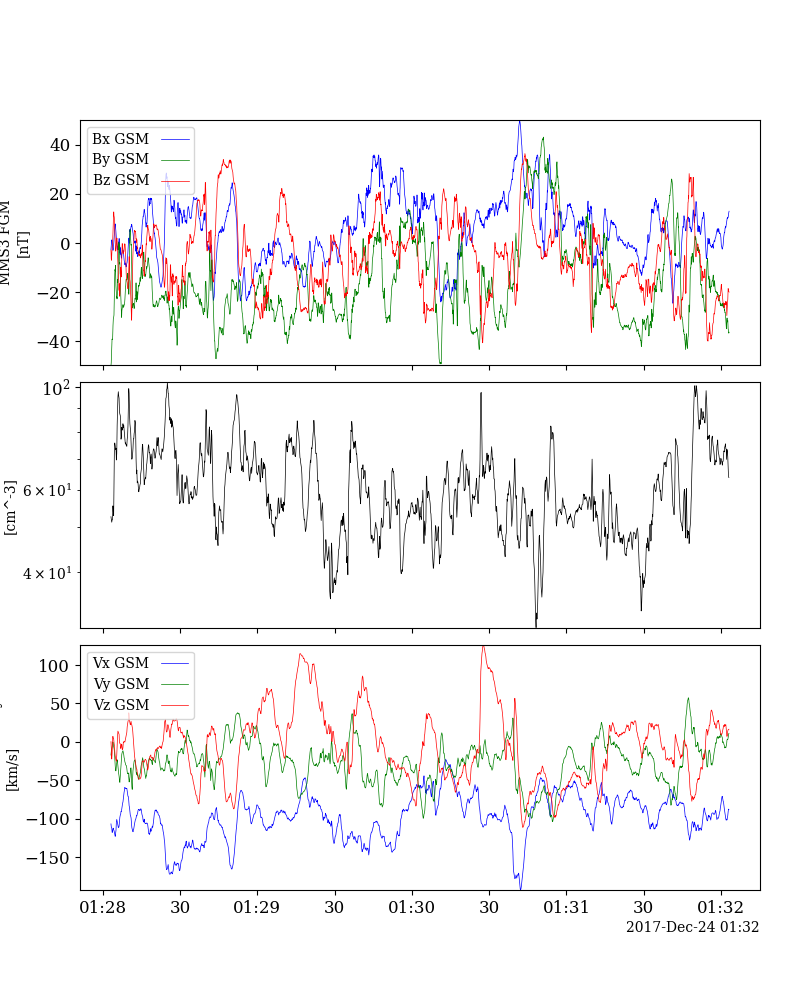 Bx GSM
By GSM
Bz GSM
40
20
0
−20
−40
MMS3 FGM
[nT]
10²
6 × 10¹
4 × 10¹
[cm^-3]
Vx GSM
Vy GSM
Vz GSM
100
50
0
−50
−100
−150
[km/s]
01:28 30 01:29 30 01:30 30 01:31 30 01:32
2017-Dec-24 01:32